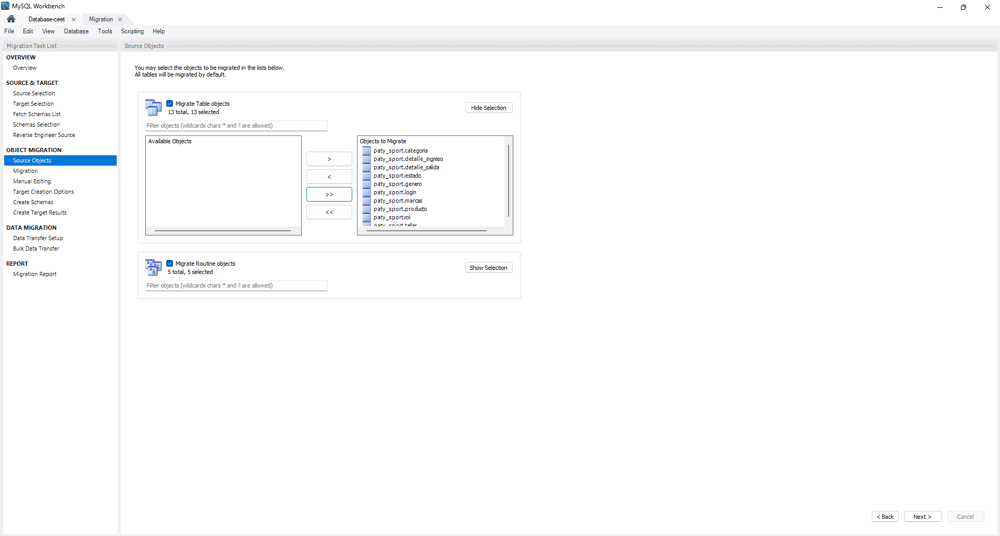 MySQL Workbench
Database-ceet
Migration
File Edit View Database Tools Scripting Help
Migration Task List
OVERVIEW
Overview
SOURCE & TARGET
Source Selection
Target Selection
Fetch Schemas List
Schemas Selection
Reverse Engineer Source
OBJECT MIGRATION
Source Objects
Migration
Manual Editing
Target Creation Options
Create Schemas
Create Target Results
DATA MIGRATION
Data Transfer Setup
Bulk Data Transfer
REPORT
Migration Report
Source Objects
You may select the objects to be migrated in the lists below.
All tables will be migrated by default.
Migrate Table objects
13 total, 13 selected
Hide Selection
Filter objects (wildcards chars * and ? are allowed)
Available Objects
>
<
>>
<<
Objects to Migrate
paty_sport.categoria
paty_sport.detalle_ingreso
paty_sport.detalle_salida
paty_sport.estado
paty_sport.genero
paty_sport.login
paty_sport.marcas
paty_sport.producto
paty_sport.rol
paty_sport.tallas
Migrate Routine objects
5 total, 5 selected
Show Selection
Filter objects (wildcards chars * and ? are allowed)
< Back
Next >
Cancel